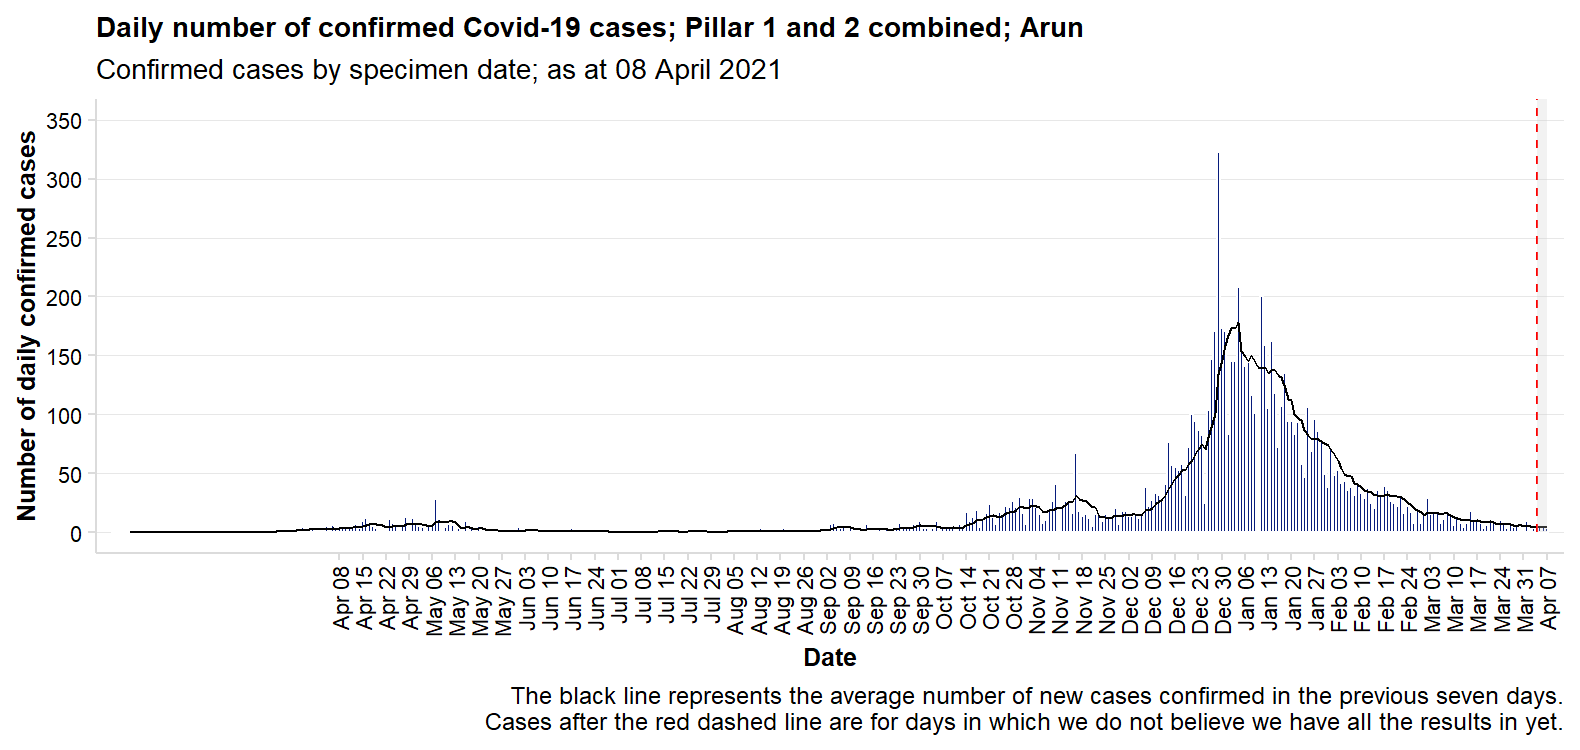 Daily number of confirmed Covid-19 cases; Pillar 1 and 2 combined; Arun
Confirmed cases by specimen date; as at 08 April 2021
Number of daily confirmed cases
350
300
250
200
150
100
50
0
Apr 08
Apr 15
Apr 22
Apr 29
May 06
May 13
May 20
May 27
Jun 03
Jun 10
Jun 17
Jun 24
Jul 01
Jul 08
Jul 15
Jul 22
Jul 29
Aug 05
Aug 12
Aug 19
Aug 26
Sep 02
Sep 09
Sep 16
Sep 23
Sep 30
Oct 07
Oct 14
Oct 21
Oct 28
Nov 04
Nov 11
Nov 18
Nov 25
Dec 02
Dec 09
Dec 16
Dec 23
Dec 30
Jan 06
Jan 13
Jan 20
Jan 27
Feb 03
Feb 10
Feb 17
Feb 24
Mar 03
Mar 10
Mar 17
Mar 24
Mar 31
Apr 07
Date
The black line represents the average number of new cases confirmed in the previous seven days.
Cases after the red dashed line are for days in which we do not believe we have all the results in yet.